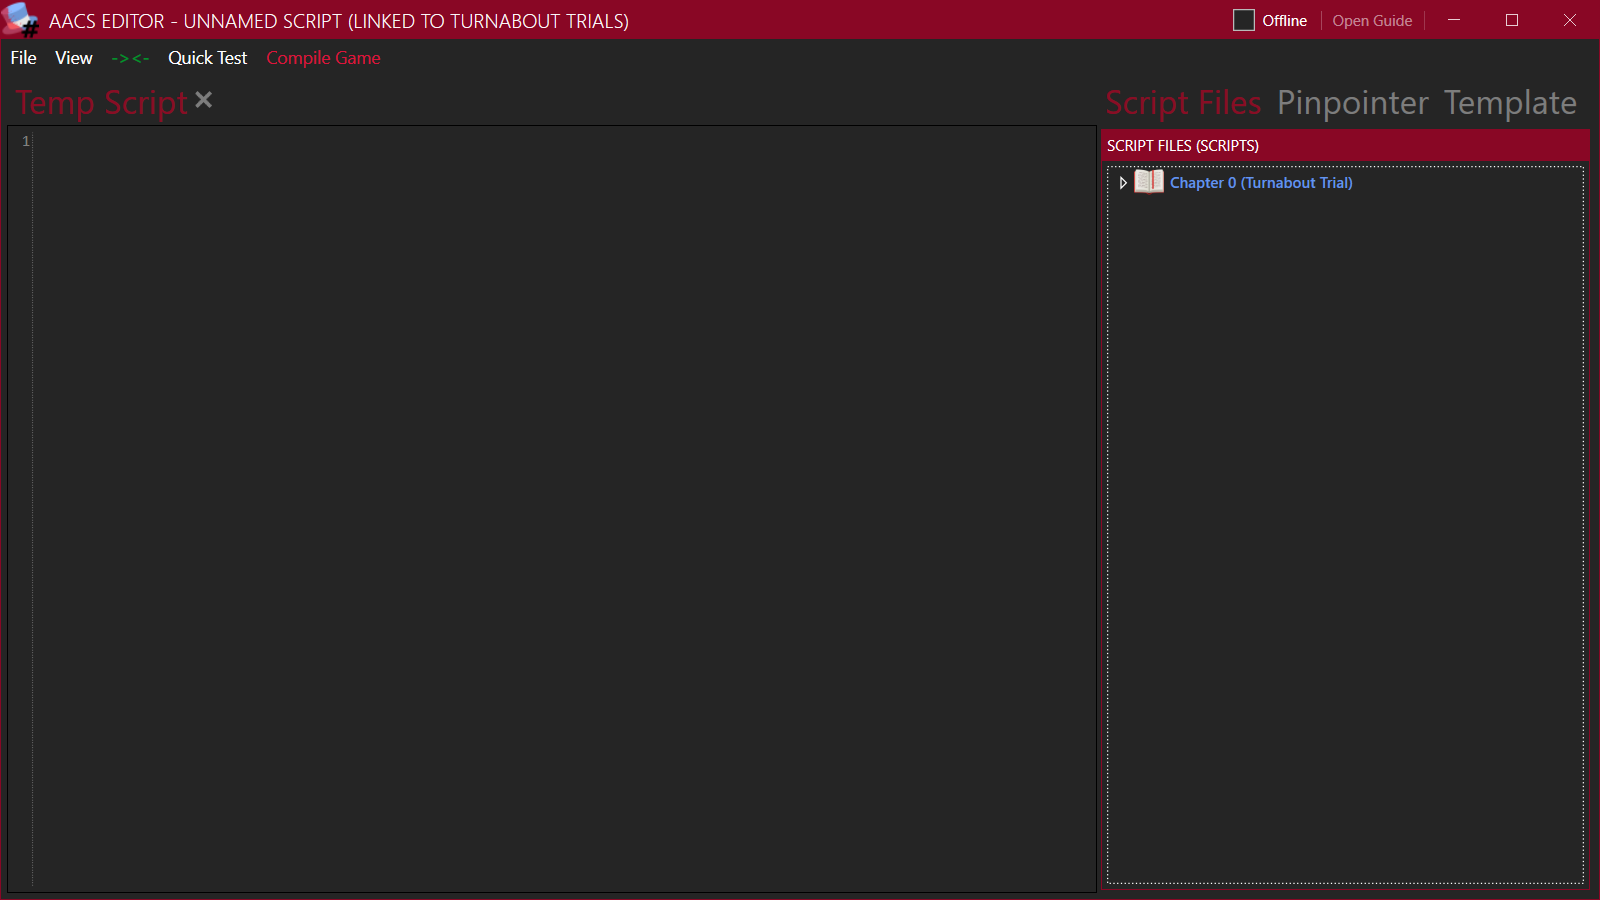 AACS EDITOR - UNNAMED SCRIPT (LINKED TO TURNABOUT TRIALS)
Offline
Open Guide
File View -><- Quick Test Compile Game
Temp Script
Script Files Pinpointer Template
1
SCRIPT FILES (SCRIPTS)
Chapter 0 (Turnabout Trial)